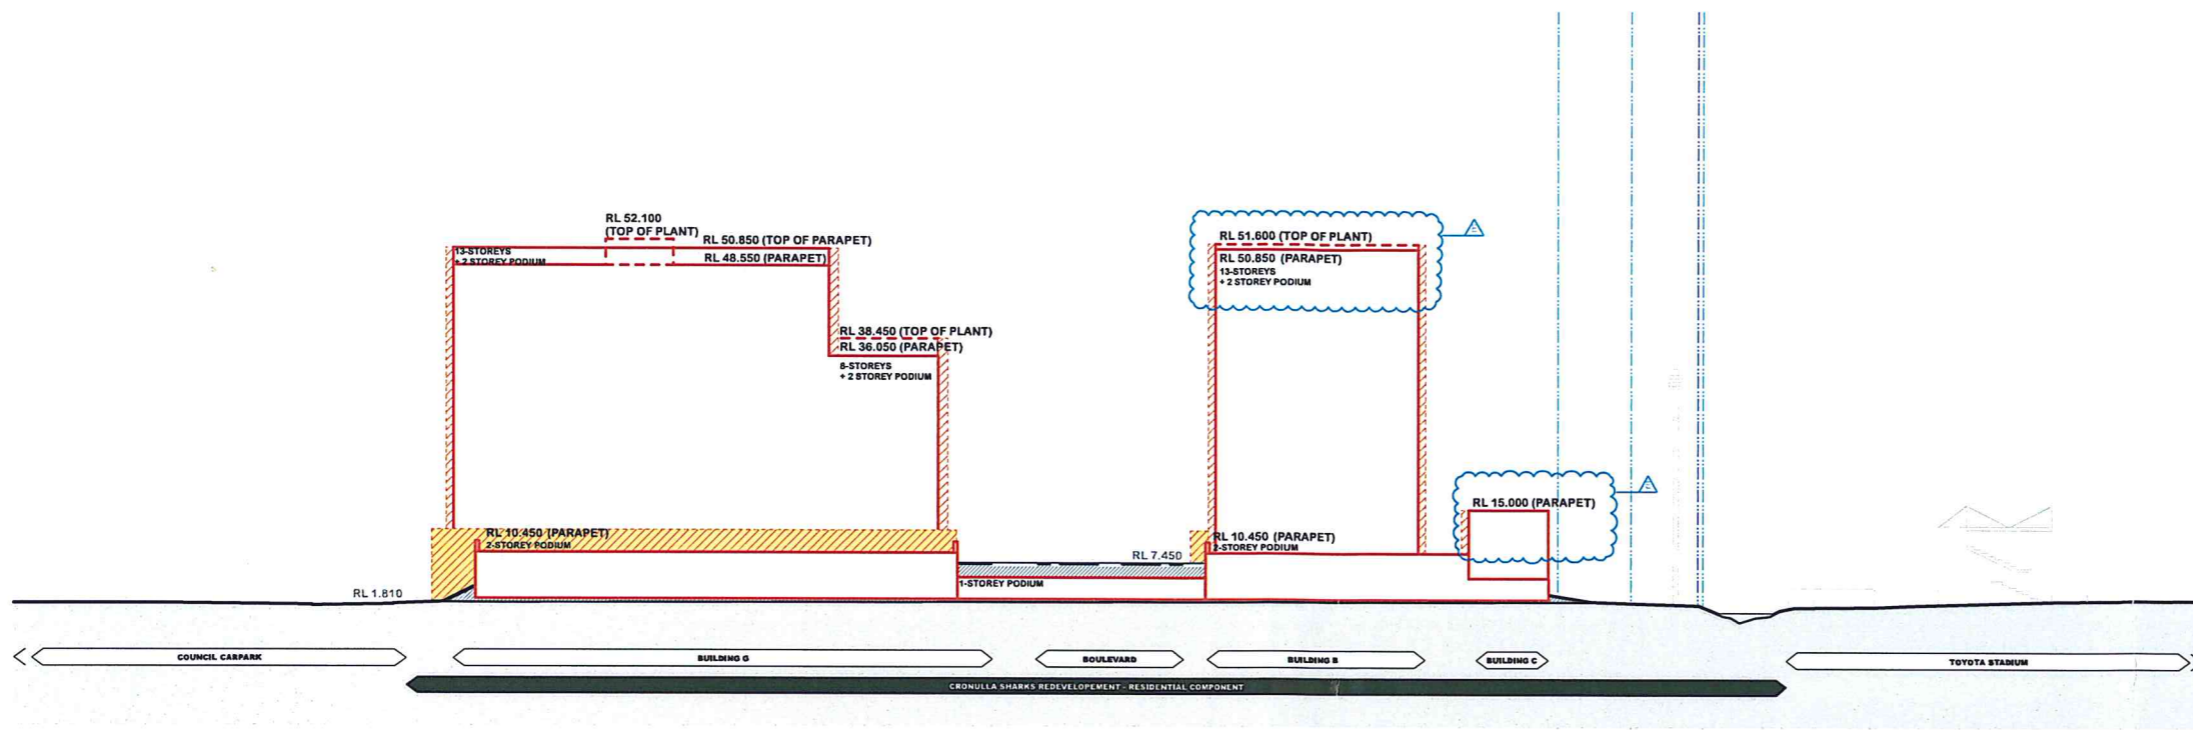 RL 52.100
(TOP OF PLANT)
RL 50.850 (TOP OF PARAPET)
13-STOREYS
+ 2 STOREY PODIUM
RL 48.550 (PARAPET)
RL 38.450 (TOP OF PLANT)
RL 36.050 (PARAPET)
8-STOREYS
+ 2 STOREY PODIUM
RL 51.600 (TOP OF PLANT)
RL 50.850 (PARAPET)
13-STOREYS
+ 2 STOREY PODIUM
RL 15.000 (PARAPET)
RL 10.450 (PARAPET)
2-STOREY PODIUM
RL 10.450 (PARAPET)
2-STOREY PODIUM
RL 7.450
1-STOREY PODIUM
RL 1.810
COUNCIL CARPARK
BUILDING G
BOULEVARD
BUILDING B
BUILDING C
TOYOTA STADIUM
CRONULLA SHARKS REDEVELOPEMENT - RESIDENTIAL COMPONENT